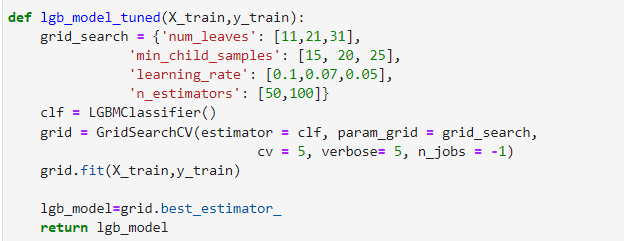 def lgb_model_tuned(X_train,y_train):
    grid_search = {'num_leaves': [11,21,31],
                'min_child_samples': [15, 20, 25],
                'learning_rate': [0.1,0.07,0.05],
                'n_estimators': [50,100]}
    clf = LGBMClassifier()
    grid = GridSearchCV(estimator = clf, param_grid = grid_search,
                                cv = 5, verbose= 5, n_jobs = -1)
    grid.fit(X_train,y_train)

    lgb_model=grid.best_estimator_
    return lgb_model